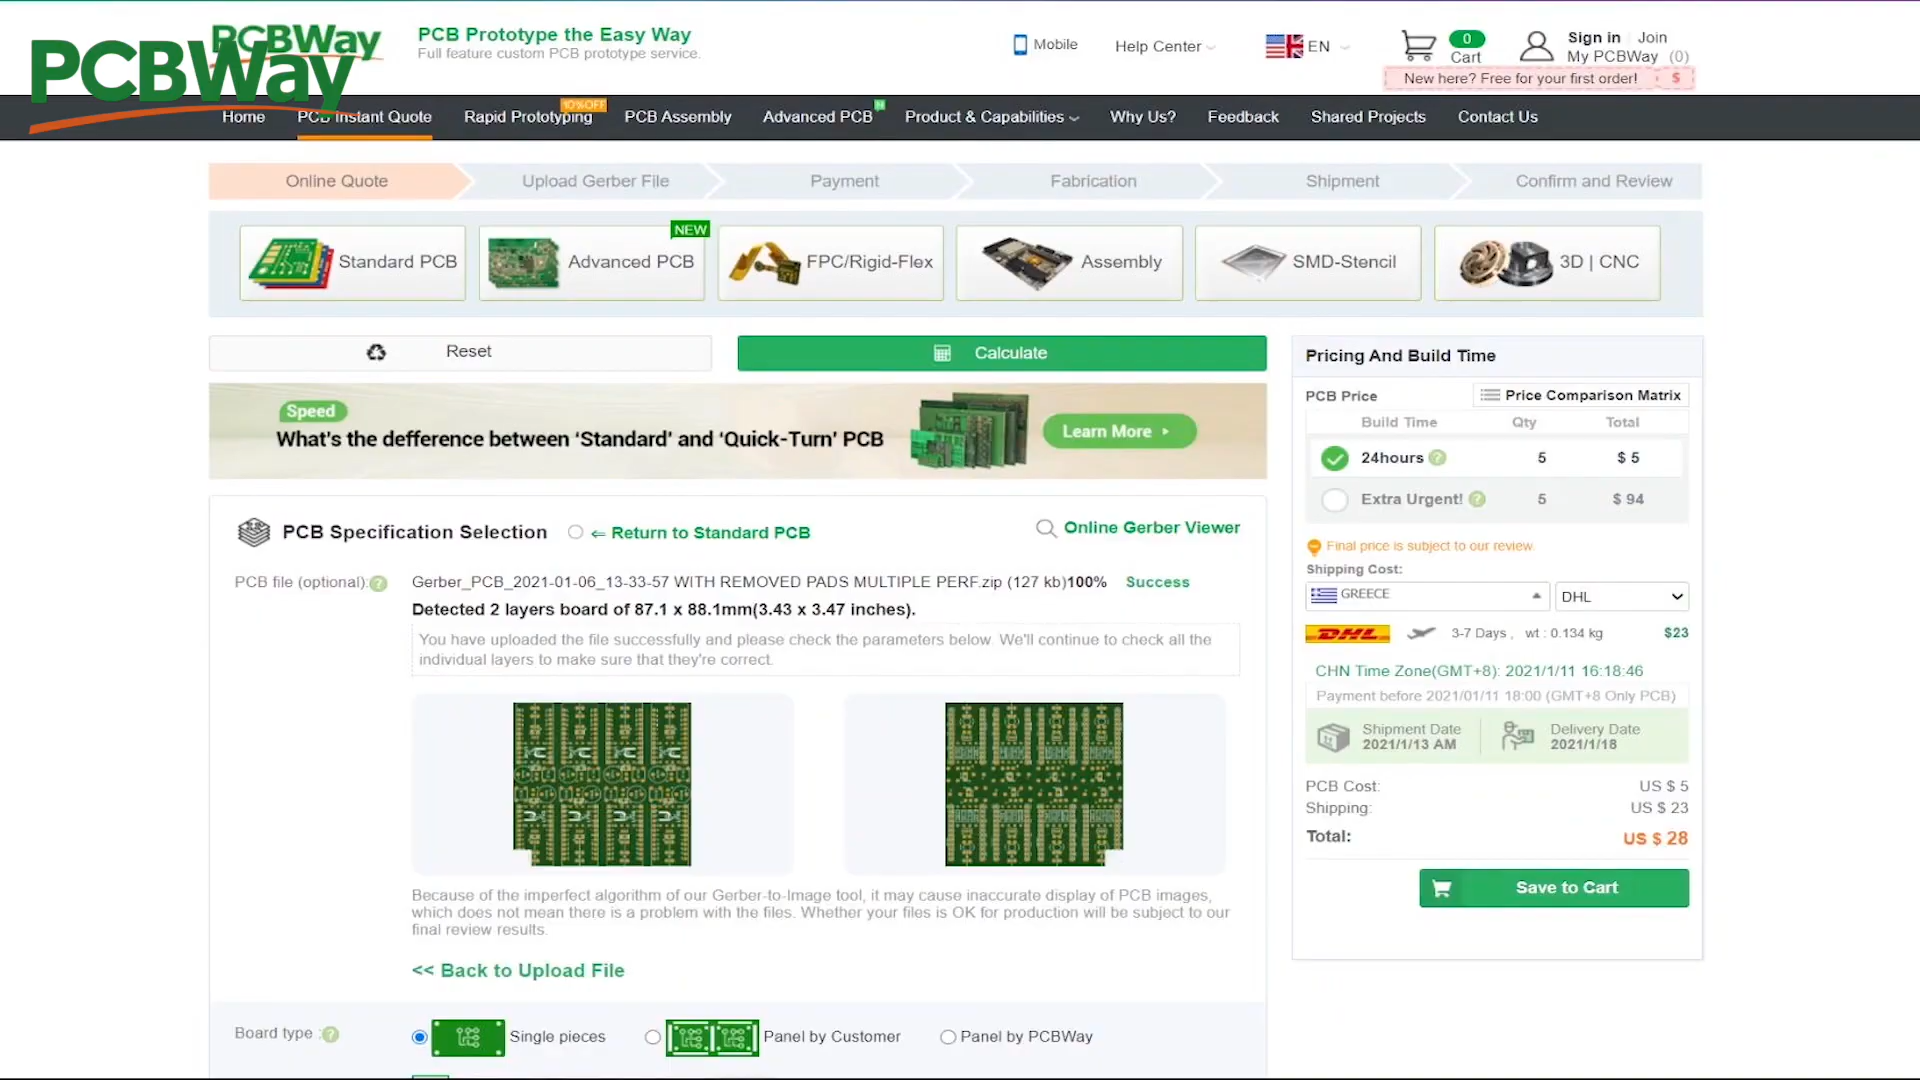 PCBWay
PCBWay
PCB Prototype the Easy Way
Full feature custom PCB prototype service.
Mobile
Help Center
EN
0
Cart
Sign in
Join
My PCBWay (0)
New here? Free for your first order! $
Home
PCB Instant Quote
Rapid Prototyping
10%OFF
PCB Assembly
Advanced PCB
N
Product & Capabilities
Why Us?
Feedback
Shared Projects
Contact Us
Online Quote
Upload Gerber File
Payment
Fabrication
Shipment
Confirm and Review
Standard PCB
NEW
Advanced PCB
FPC/Rigid-Flex
Assembly
SMD-Stencil
3D | CNC
Reset
Calculate
Speed
What's the defference between ‘Standard’ and ‘Quick-Turn’ PCB
Learn More
PCB Specification Selection
⇐ Return to Standard PCB
Online Gerber Viewer
PCB file (optional):?
Gerber_PCB_2021-01-06_13-33-57 WITH REMOVED PADS MULTIPLE PERF.zip (127 kb)100% Success
Detected 2 layers board of 87.1 x 88.1mm(3.43 x 3.47 inches).
You have uploaded the file successfully and please check the parameters below. We'll continue to check all the
individual layers to make sure that they're correct.
Because of the imperfect algorithm of our Gerber-to-Image tool, it may cause inaccurate display of PCB images,
which does not mean there is a problem with the files. Whether your files is OK for production will be subject to our
final review results.
<< Back to Upload File
Board type :?
Single pieces
Panel by Customer
Panel by PCBWay
Pricing And Build Time
PCB Price
Price Comparison Matrix
Build Time Qty Total
24hours ? 5 $ 5
Extra Urgent! ? 5 $ 94
Final price is subject to our review.
Shipping Cost:
GREECE
DHL
DHL 3-7 Days , wt : 0.134 kg $23
CHN Time Zone(GMT+8): 2021/1/11 16:18:46
Payment before 2021/01/11 18:00 (GMT+8 Only PCB)
Shipment Date
2021/1/13 AM
Delivery Date
2021/1/18
PCB Cost: US $ 5
Shipping: US $ 23
Total: US $ 28
Save to Cart